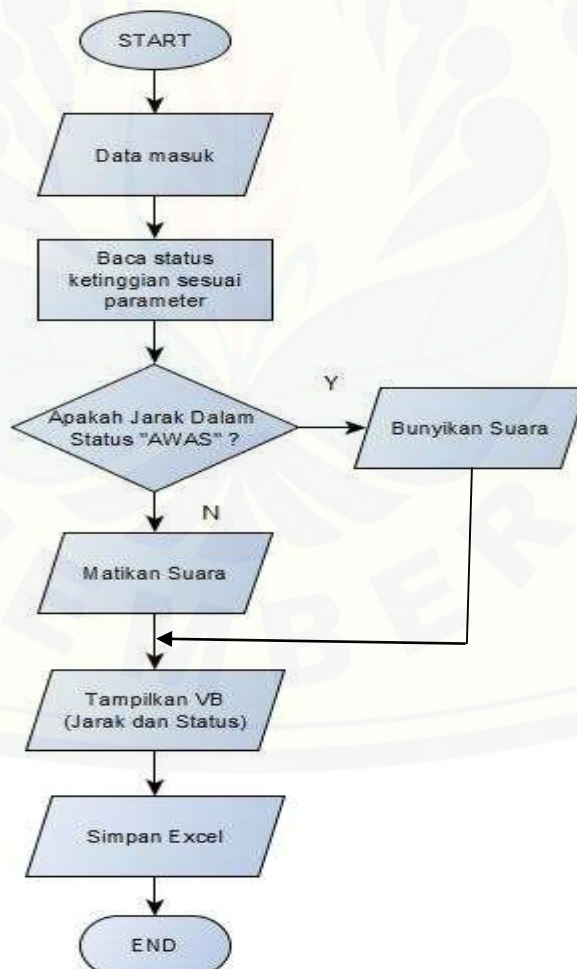 START
Data masuk
Baca status
ketinggian sesuai
parameter
Apakah Jarak Dalam
Status "AWAS" ?
Y
Bunyikan Suara
N
Matikan Suara
Tampilkan VB
(Jarak dan Status)
Simpan Excel
END